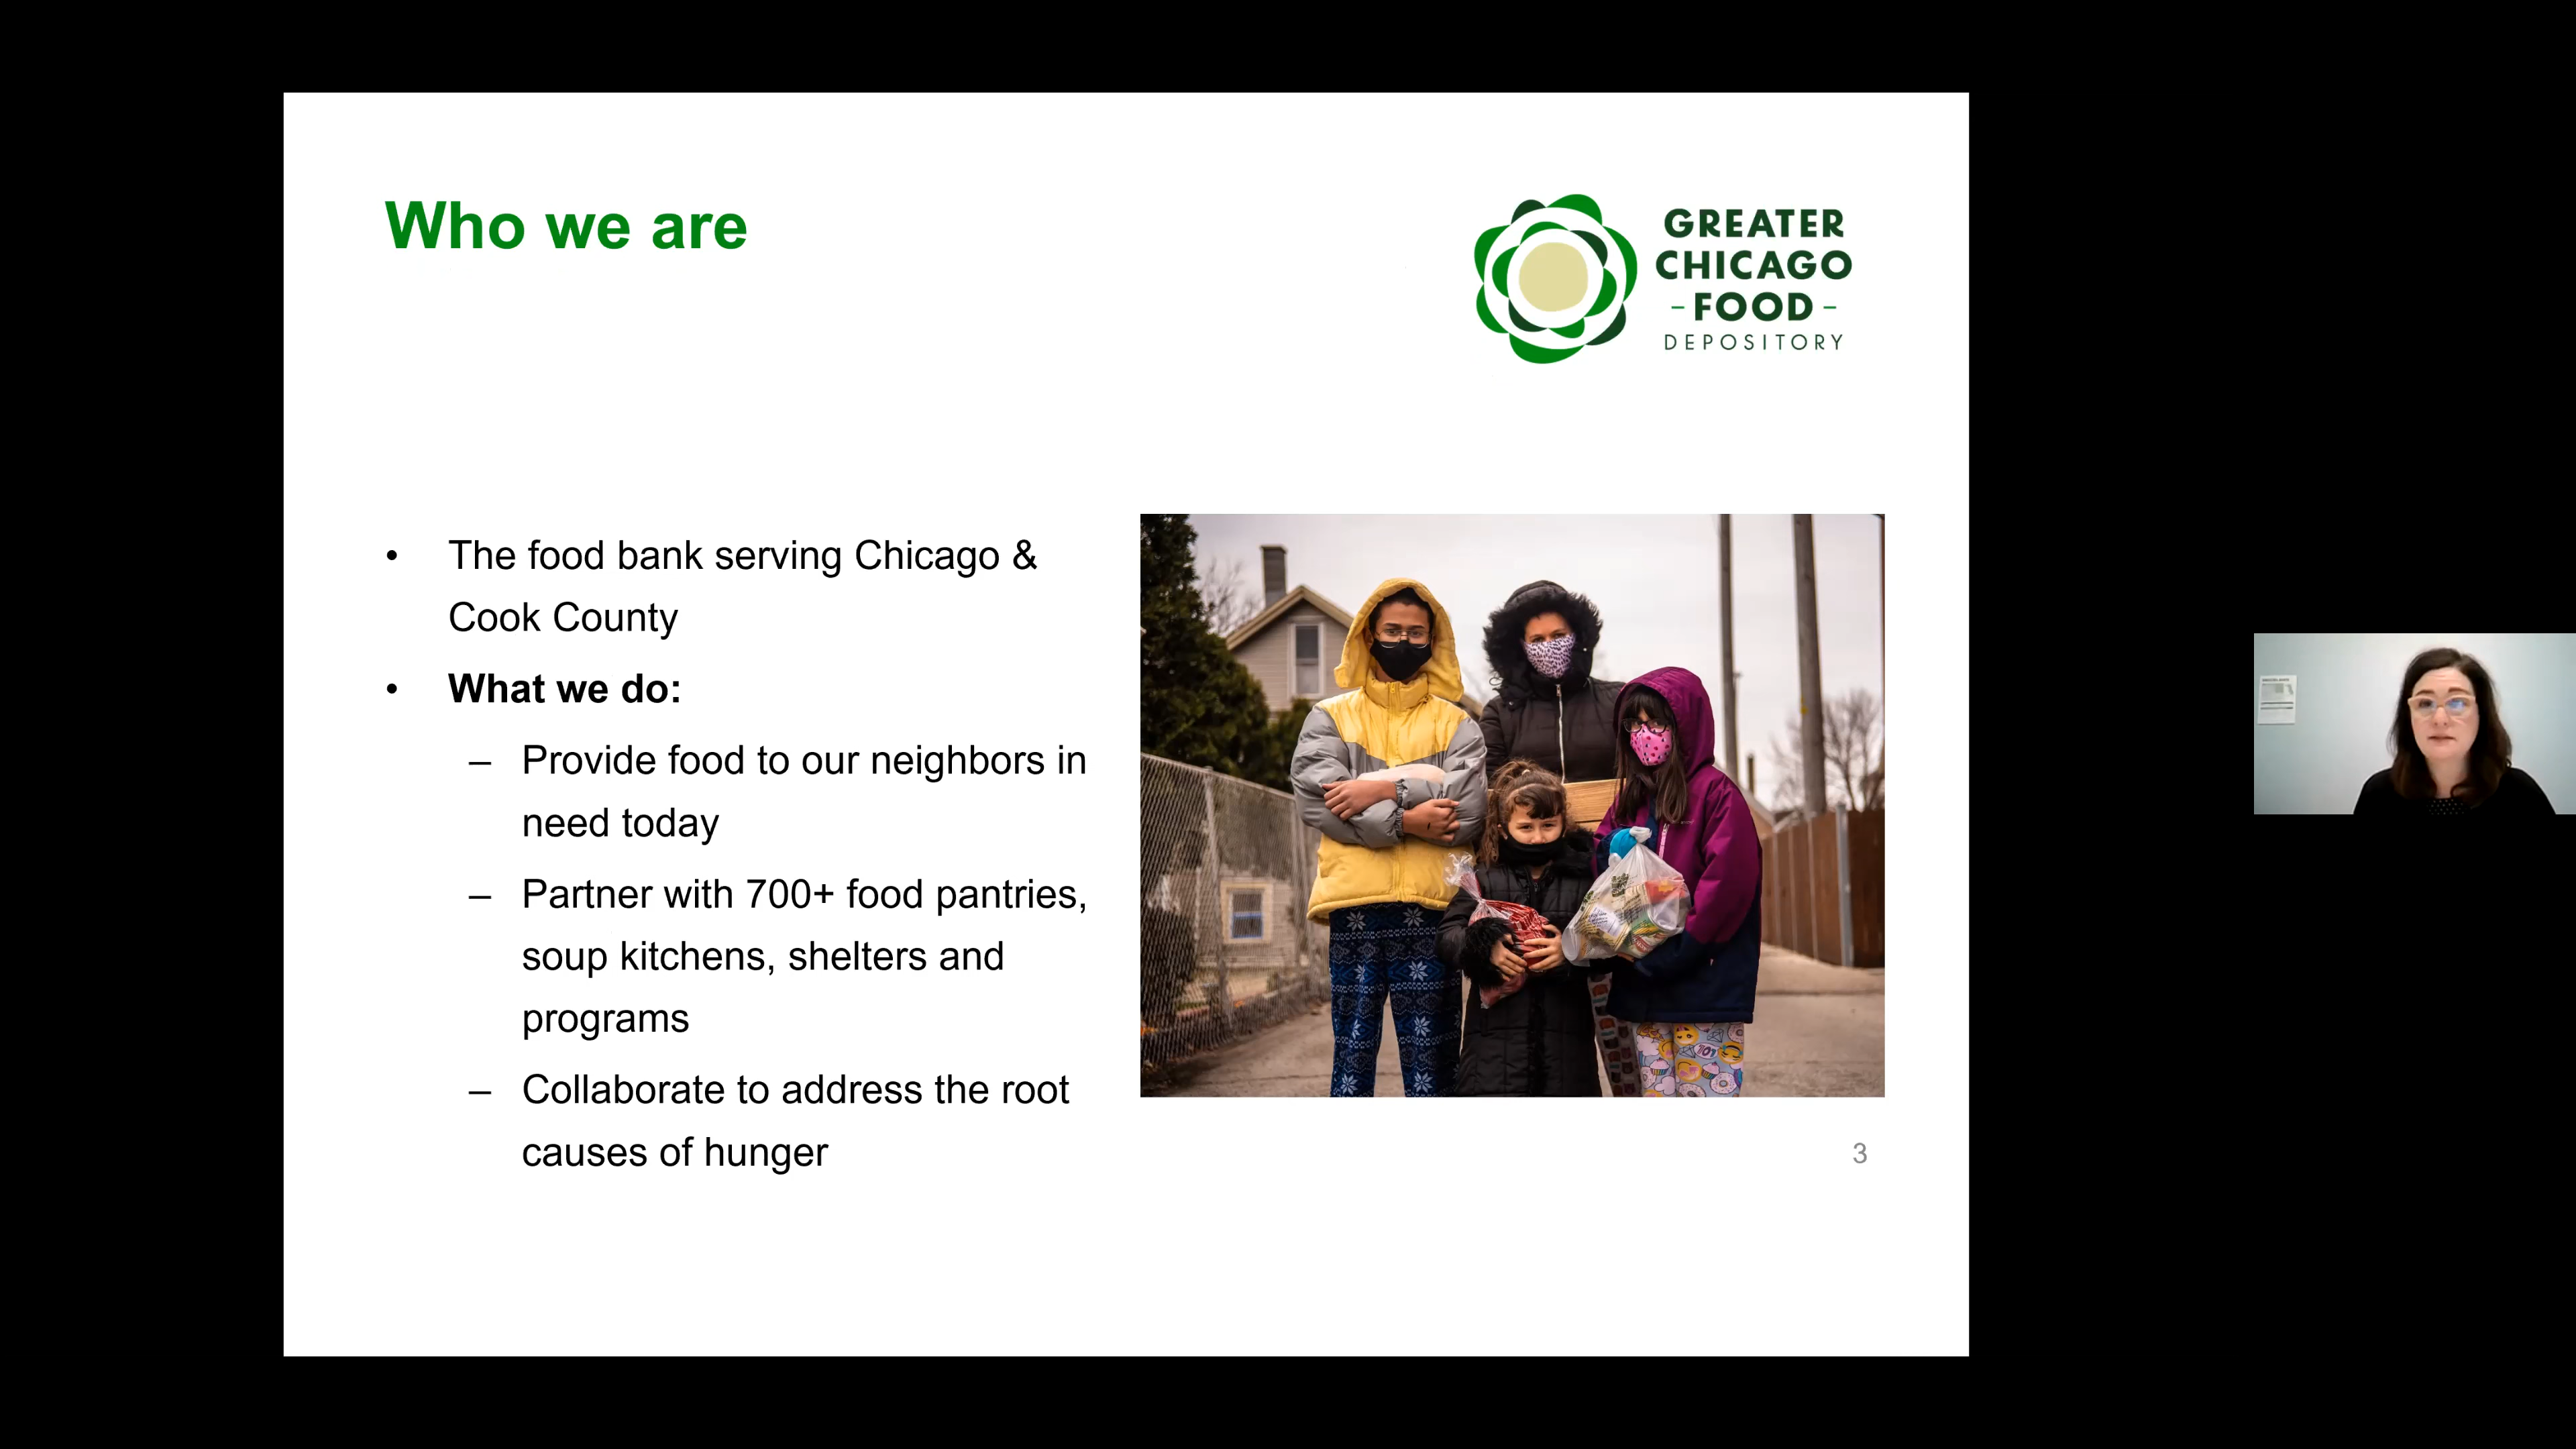 Who we are
GREATER
CHICAGO
- FOOD -
DEPOSITORY
• The food bank serving Chicago &
Cook County
• What we do:
– Provide food to our neighbors in
need today
– Partner with 700+ food pantries,
soup kitchens, shelters and
programs
– Collaborate to address the root
causes of hunger
3